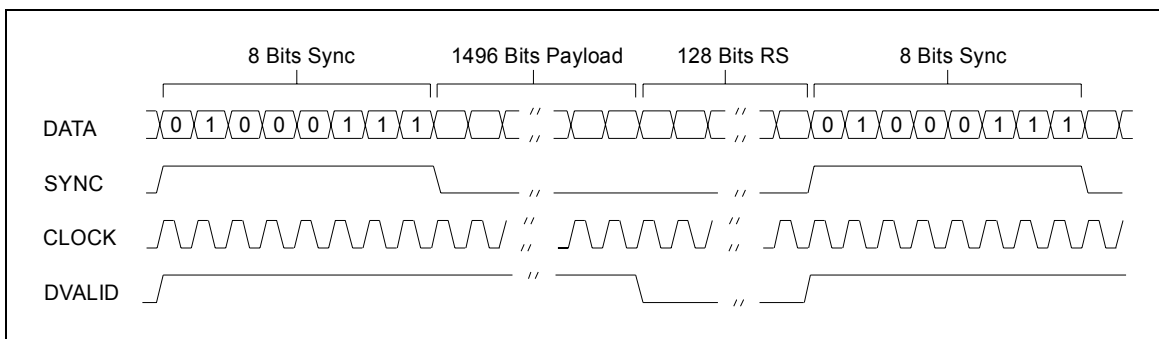 8 Bits Sync 1496 Bits Payload 128 Bits RS 8 Bits Sync
DATA 0 1 0 0 0 1 1 1 // // 0 1 0 0 0 1 1 1
SYNC // //
CLOCK // //
DVALID // //